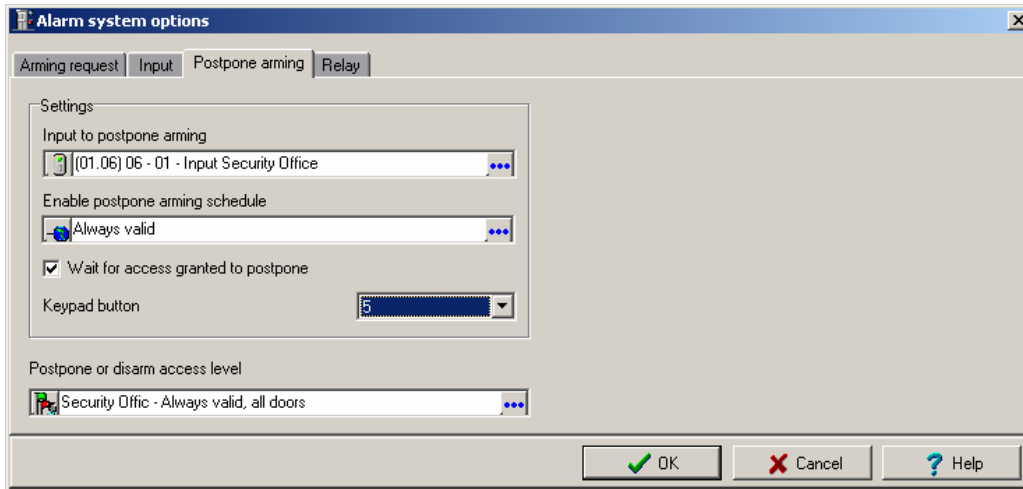 Alarm system options
Arming request Input Postpone arming Relay
Settings
Input to postpone arming
(01.06) 06 - 01 - Input Security Office
Enable postpone arming schedule
Always valid
Wait for access granted to postpone
Keypad button 5
Postpone or disarm access level
Security Offic - Always valid, all doors
OK Cancel Help